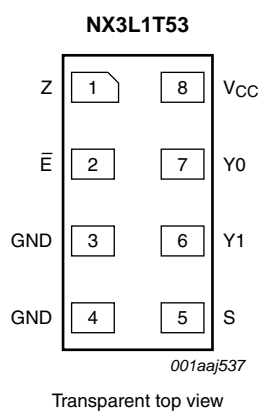 NX3L1T53
Z 1 8 VCC
E̅ 2 7 Y0
GND 3 6 Y1
GND 4 5 S
001aaj537
Transparent top view